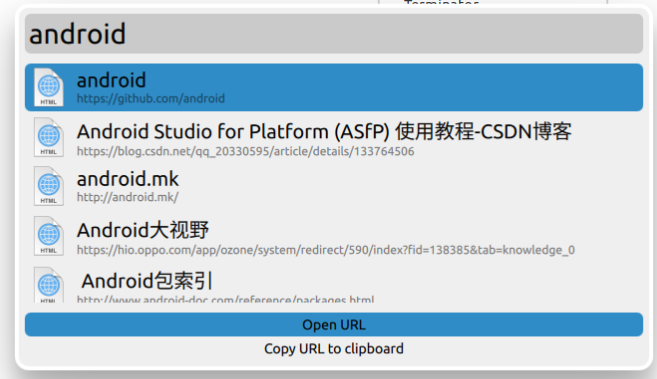 Terminator
android
HTML
android
https://github.com/android
HTML
Android Studio for Platform (ASfP) 使用教程-CSDN博客
https://blog.csdn.net/qq_20330595/article/details/133764506
HTML
android.mk
http://android.mk/
HTML
Android大视野
https://hio.oppo.com/app/ozone/system/redirect/590/index?fid=138385&tab=knowledge_0
HTML
Android包索引
http://www.android-doc.com/reference/packages.html
Open URL
Copy URL to clipboard